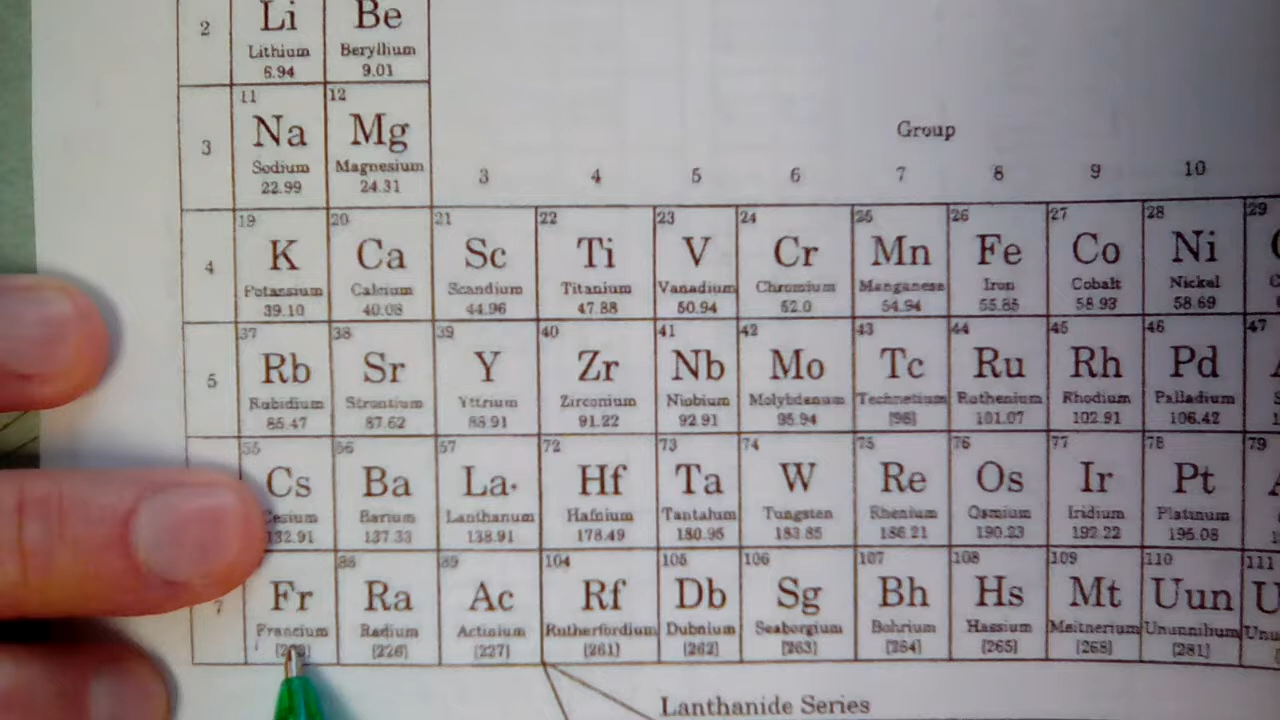 2 Li Be
Lithium Beryllium
6.94 9.01
11 12
3 Na Mg Group
Sodium Magnesium
22.99 24.31
3 4 5 6 7 8 9 10
19 20 21 22 23 24 25 26 27 28 29
4 K Ca Sc Ti V Cr Mn Fe Co Ni
Potassium Calcium Scandium Titanium Vanadium Chromium Manganese Iron Cobalt Nickel
39.10 40.08 44.96 47.88 50.94 52.0 54.94 55.85 58.93 58.69
37 38 39 40 41 42 43 44 45 46 47
5 Rb Sr Y Zr Nb Mo Tc Ru Rh Pd
Rubidium Strontium Yttrium Zirconium Niobium Molybdenum Technetium Ruthenium Rhodium Palladium
85.47 87.62 88.91 91.22 92.91 95.94 [98] 101.07 102.91 106.42
55 56 57 72 73 74 75 76 77 78 79
Cs Ba La* Hf Ta W Re Os Ir Pt
Cesium Barium Lanthanum Hafnium Tantalum Tungsten Rhenium Osmium Iridium Platinum
132.91 137.33 138.91 178.49 180.95 183.85 186.21 190.23 192.22 195.08
88 89 104 105 106 107 108 109 110 111
7 Fr Ra Ac Rf Db Sg Bh Hs Mt Uun
Francium Radium Actinium Rutherfordium Dubnium Seaborgium Bohrium Hassium Meitnerium Ununnilium
[226] [227] [261] [262] [263] [264] [265] [268] [281]
Lanthanide Series